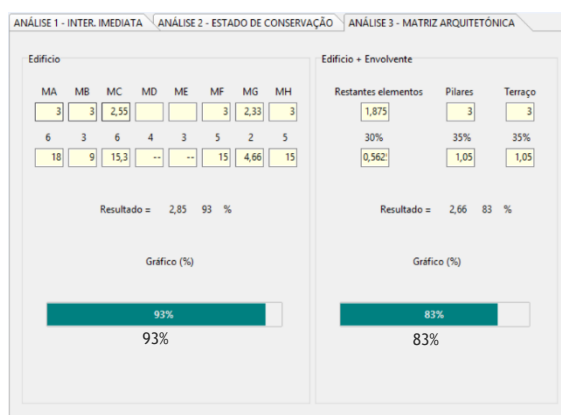 ANÁLISE 1 - INTER. IMEDIATA ANÁLISE 2 - ESTADO DE CONSERVAÇÃO ANÁLISE 3 - MATRIZ ARQUITETÓNICA
Edifício
MA MB MC MD ME MF MG MH
3 3 2,55 3 2,33 3
6 3 6 4 3 5 2 5
18 9 15,3 -- -- 15 4,66 15
Resultado = 2,85 93 %
Gráfico (%)
93%
93%
Edifício + Envolvente
Restantes elementos Pilares Terraço
1,875 3 3
30% 35% 35%
0,562 1,05 1,05
Resultado = 2,66 83 %
Gráfico (%)
83%
83%